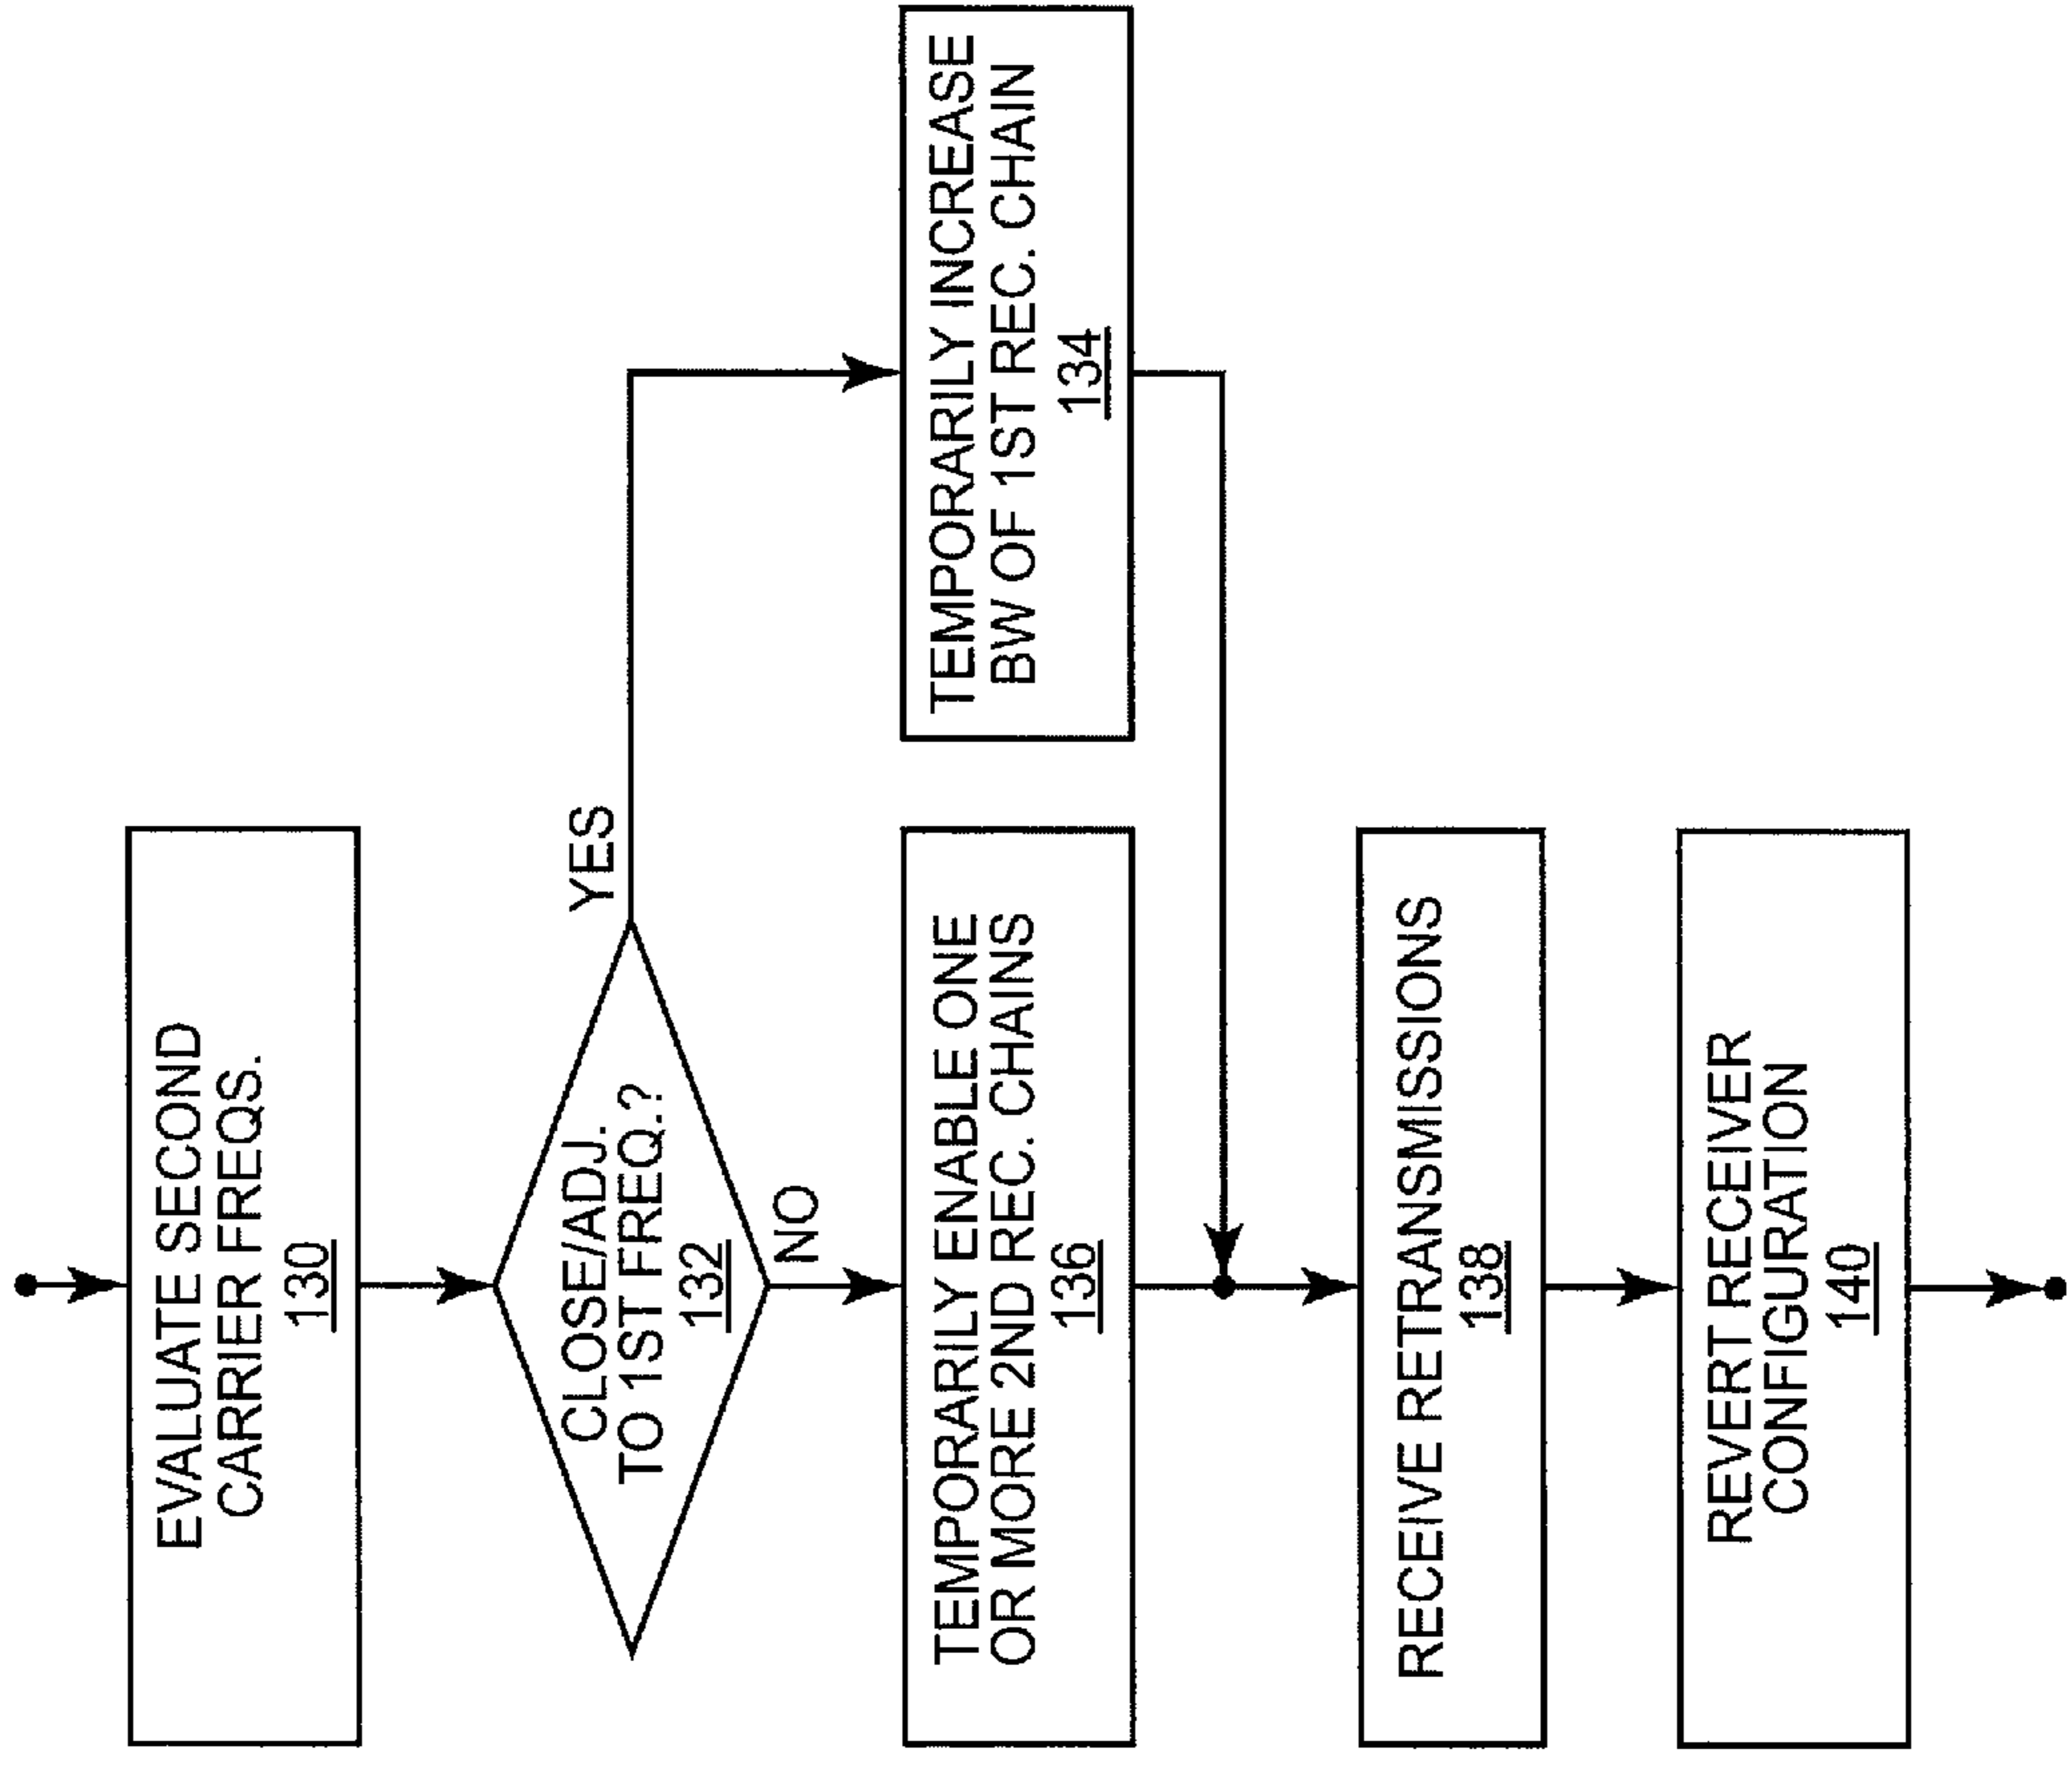 EVALUATE SECOND
CARRIER FREQS.
130
CLOSE/ADJ.
TO 1ST FREQ.?
132
YES
NO
TEMPORARILY INCREASE
BW OF 1ST REC. CHAIN
134
TEMPORARILY ENABLE ONE
OR MORE 2ND REC. CHAINS
136
RECEIVE RETRANSMISSIONS
138
REVERT RECEIVER
CONFIGURATION
140